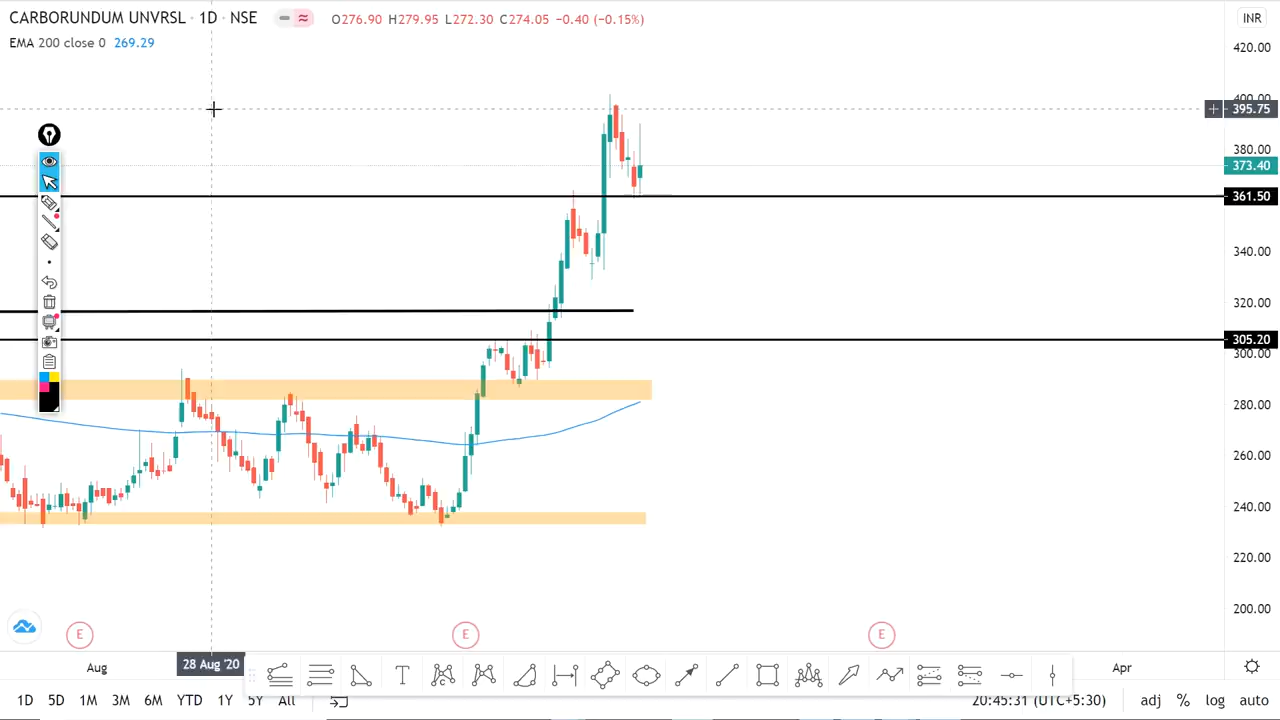 CARBORUNDUM UNVRSL · 1D · NSE
O276.90 H279.95 L272.30 C274.05 −0.40 (−0.15%)
INR
EMA 200 close 0 269.29
420.00
400.00
395.75
380.00
373.40
361.50
340.00
320.00
305.20
300.00
280.00
260.00
240.00
220.00
200.00
E
E
E
Aug
28 Aug '20
Apr
T
C
1D 5D 1M 3M 6M YTD 1Y 5Y All
20:45:31 (UTC+5:30)
adj % log auto